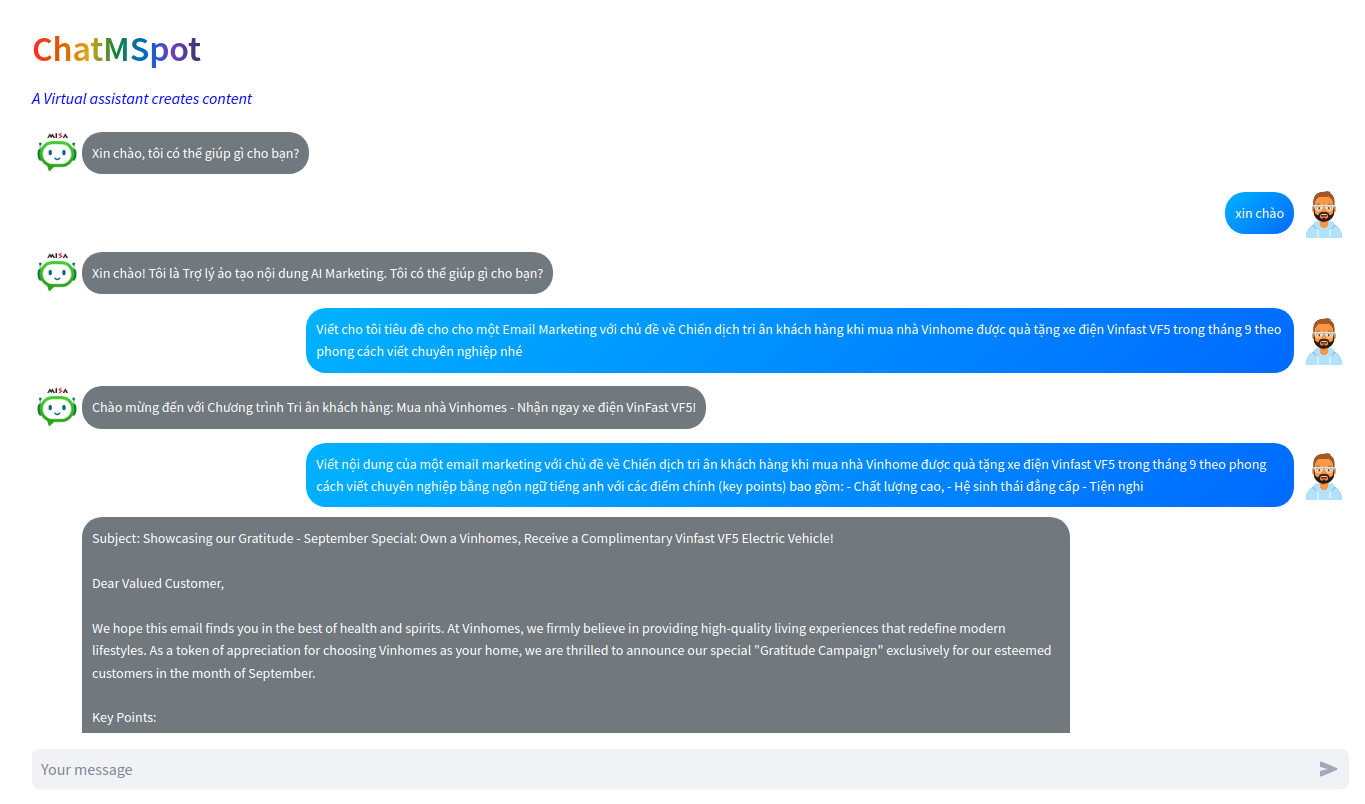 ChatMSpot
A Virtual assistant creates content
MISA
Xin chào, tôi có thể giúp gì cho bạn?
xin chào
MISA
Xin chào! Tôi là Trợ lý ảo tạo nội dung AI Marketing. Tôi có thể giúp gì cho bạn?
Viết cho tôi tiêu đề cho cho một Email Marketing với chủ đề về Chiến dịch tri ân khách hàng khi mua nhà Vinhome được quà tặng xe điện Vinfast VF5 trong tháng 9 theo
phong cách viết chuyên nghiệp nhé
MISA
Chào mừng đến với Chương trình Tri ân khách hàng: Mua nhà Vinhomes - Nhận ngay xe điện VinFast VF5!
Viết nội dung của một email marketing với chủ đề về Chiến dịch tri ân khách hàng khi mua nhà Vinhome được quà tặng xe điện Vinfast VF5 trong tháng 9 theo phong
cách viết chuyên nghiệp bằng ngôn ngữ tiếng anh với các điểm chính (key points) bao gồm: - Chất lượng cao, - Hệ sinh thái đẳng cấp - Tiện nghi
Subject: Showcasing our Gratitude - September Special: Own a Vinhomes, Receive a Complimentary Vinfast VF5 Electric Vehicle!
Dear Valued Customer,
We hope this email finds you in the best of health and spirits. At Vinhomes, we firmly believe in providing high-quality living experiences that redefine modern
lifestyles. As a token of appreciation for choosing Vinhomes as your home, we are thrilled to announce our special "Gratitude Campaign" exclusively for our esteemed
customers in the month of September.
Key Points:
Your message